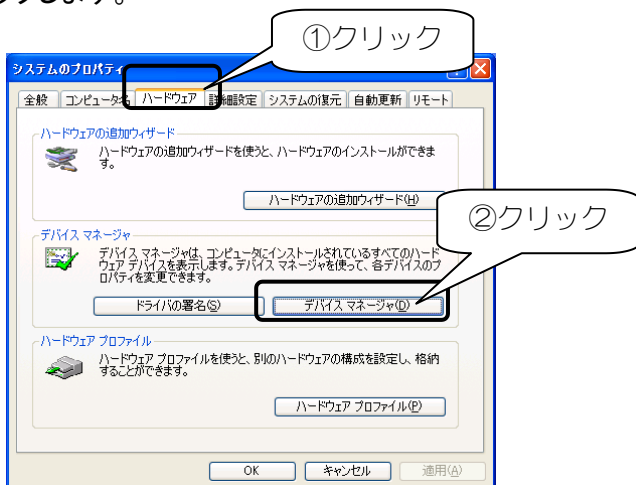 します。
①クリック
システムのプロパティ
全般 コンピュータ名 ハードウェア 詳細設定 システムの復元 自動更新 リモート
ハードウェアの追加ウィザード
ハードウェアの追加ウィザードを使うと、ハードウェアのインストールができま
す。
ハードウェアの追加ウィザード(H)
②クリック
デバイス マネージャ
デバイス マネージャは、コンピュータにインストールされているすべてのハード
ウェア デバイスを表示します。デバイス マネージャを使って、各デバイスのプ
ロパティを変更できます。
ドライバの署名(S) デバイス マネージャ(D)
ハードウェア プロファイル
ハードウェア プロファイルを使うと、別のハードウェアの構成を設定し、格納
することができます。
ハードウェア プロファイル(P)
OK キャンセル 適用(A)